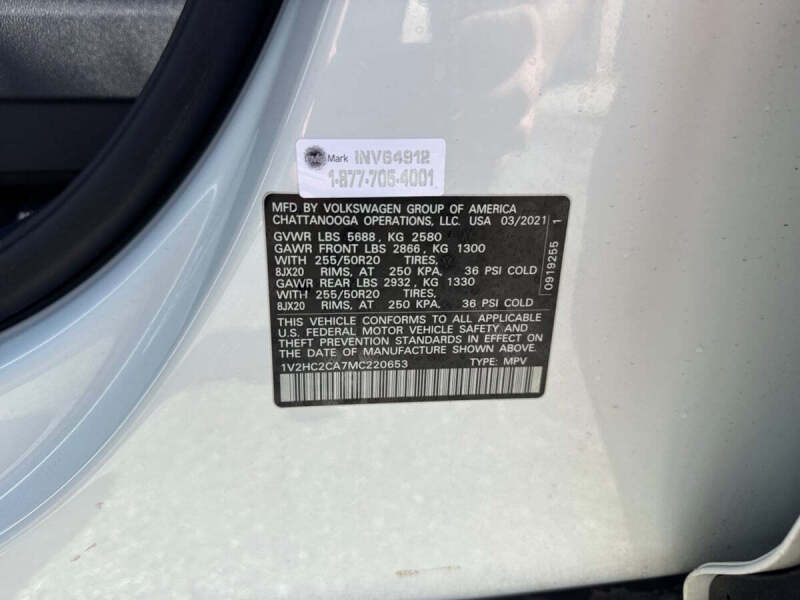 Mark INV64912
1-877-705-4001
MFD BY VOLKSWAGEN GROUP OF AMERICA
CHATTANOOGA OPERATIONS, LLC. USA 03/2021 1
GVWR LBS 5688, KG 2580
GAWR FRONT LBS 2866, KG 1300
WITH 255/50R20 TIRES,
8JX20 RIMS, AT 250 KPA, 36 PSI COLD
GAWR REAR LBS 2932, KG 1330
WITH 255/50R20 TIRES,
8JX20 RIMS, AT 250 KPA, 36 PSI COLD
0919255
THIS VEHICLE CONFORMS TO ALL APPLICABLE
U.S. FEDERAL MOTOR VEHICLE SAFETY AND
THEFT PREVENTION STANDARDS IN EFFECT ON
THE DATE OF MANUFACTURE SHOWN ABOVE.
1V2HC2CA7MC220653 TYPE: MPV